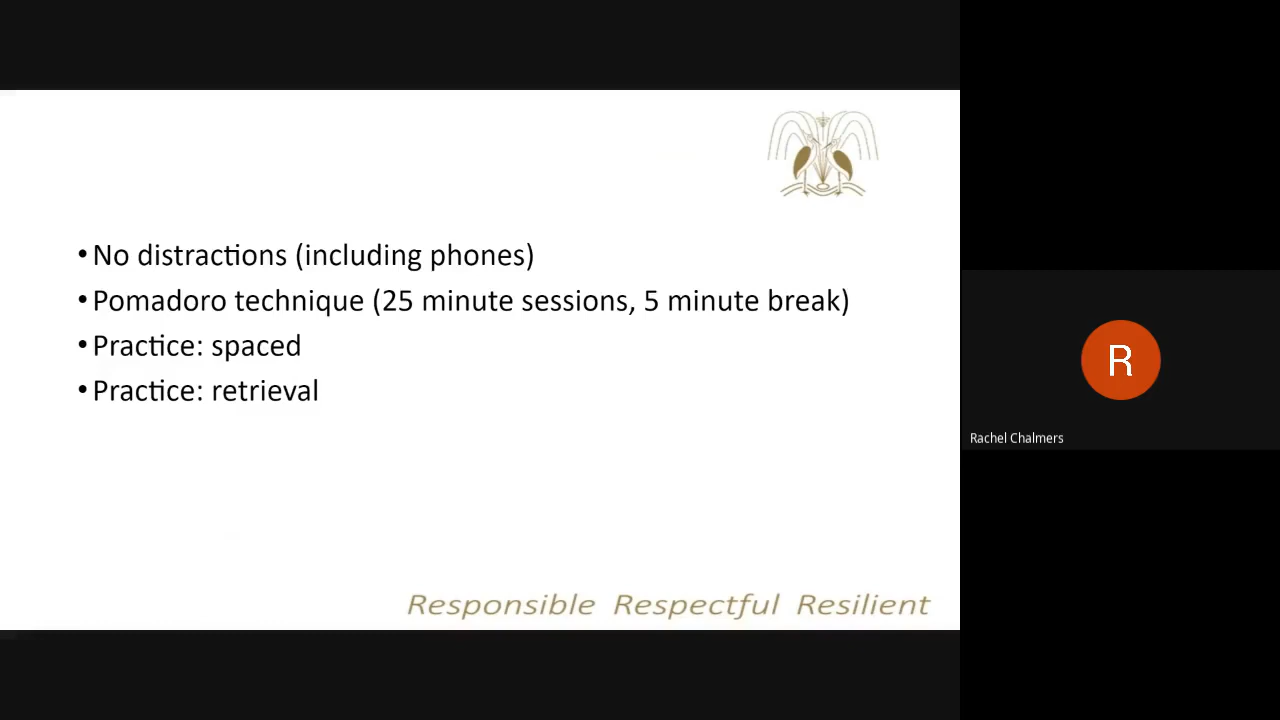 •No distractions (including phones)
•Pomadoro technique (25 minute sessions, 5 minute break)
•Practice: spaced
•Practice: retrieval
Responsible Respectful Resilient
R
Rachel Chalmers